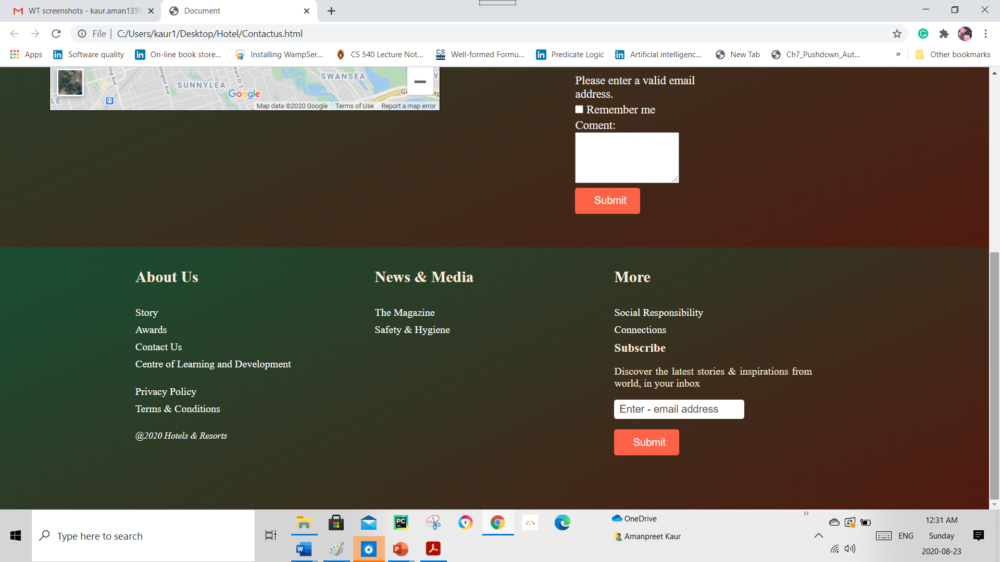 WT screenshots - kaur.aman1359
Document
File
C:/Users/kaur1/Desktop/Hotel/Contactus.html
Apps
Software quality
On-line book store...
Installing WampSer...
CS 540 Lecture Not...
CS
Well-formed Formu...
Predicate Logic
Artificial intelligenc...
New Tab
Ch7_Pushdown_Aut...
»
Other bookmarks
SUNNYLEA
SWANSEA
LE
Google
Map data ©2020 Google
Terms of Use
Report a map error
Please enter a valid email
address.
Remember me
Coment:
Submit
About Us
Story
Awards
Contact Us
Centre of Learning and Development
Privacy Policy
Terms & Conditions
@2020 Hotels & Resorts
News & Media
The Magazine
Safety & Hygiene
More
Social Responsibility
Connections
Subscribe
Discover the latest stories & inspirations from
world, in your inbox
Enter - email address
Submit
Type here to search
PC
OneDrive
Amanpreet Kaur
ENG
12:31 AM
Sunday
2020-08-23